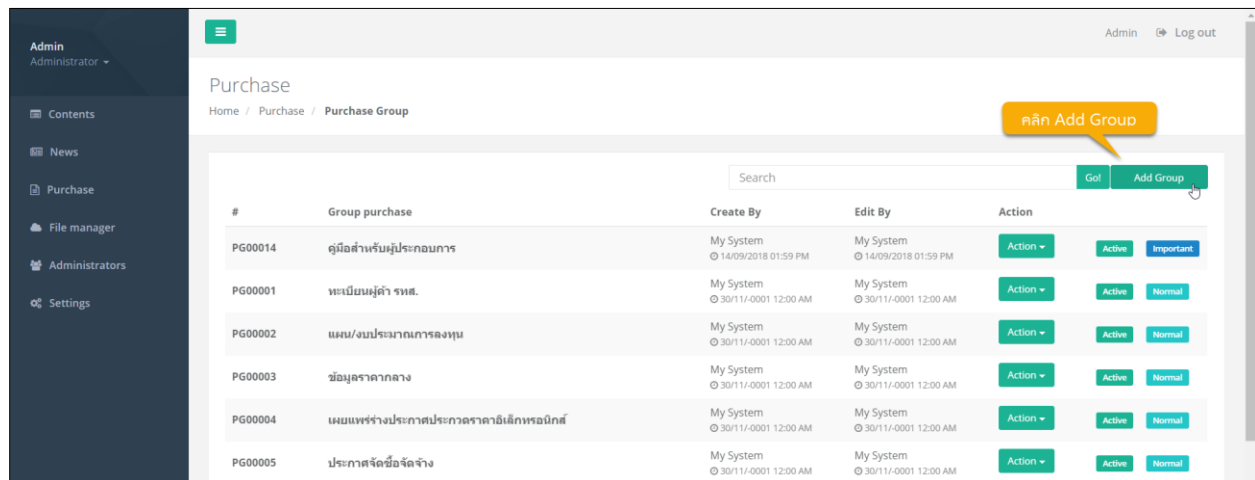 Admin
Administrator
Contents
News
Purchase
File manager
Administrators
Settings
Admin Log out
Purchase
Home / Purchase / Purchase Group
คลิก Add Group
Search Go! Add Group
# Group purchase Create By Edit By Action
PG00014 คู่มือสำหรับผู้ประกอบการ My System My System Action Active Important
14/09/2018 01:59 PM 14/09/2018 01:59 PM
PG00001 ทะเบียนผู้ค้า รทส. My System My System Action Active Normal
30/11/-0001 12:00 AM 30/11/-0001 12:00 AM
PG00002 แผน/งบประมาณการลงทุน My System My System Action Active Normal
30/11/-0001 12:00 AM 30/11/-0001 12:00 AM
PG00003 ข้อมูลราคากลาง My System My System Action Active Normal
30/11/-0001 12:00 AM 30/11/-0001 12:00 AM
PG00004 เผยแพร่ร่างประกาศประกวดราคาอิเล็กทรอนิกส์ My System My System Action Active Normal
30/11/-0001 12:00 AM 30/11/-0001 12:00 AM
PG00005 ประกาศจัดซื้อจัดจ้าง My System My System Action Active Normal
30/11/-0001 12:00 AM 30/11/-0001 12:00 AM